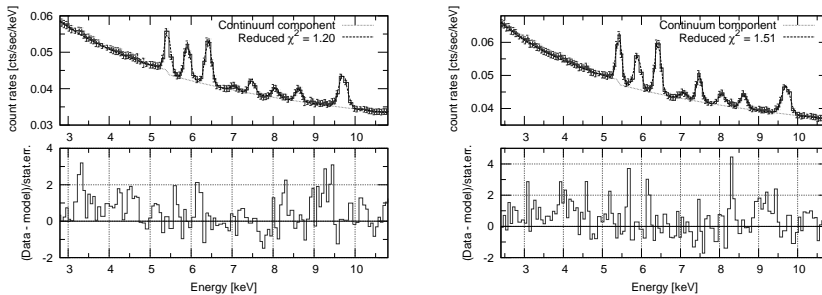 Continuum component
Reduced χ² = 1.20
count rates [cts/sec/keV]
0.06
0.05
0.04
0.03
3 4 5 6 7 8 9 10
(Data - model)/stat.err.
4
2
0
-2
3 4 5 6 7 8 9 10
Energy [keV]
Continuum component
Reduced χ² = 1.51
count rates [cts/sec/keV]
0.06
0.05
0.04
3 4 5 6 7 8 9 10
(Data - model)/stat.err.
4
2
0
-2
3 4 5 6 7 8 9 10
Energy [keV]